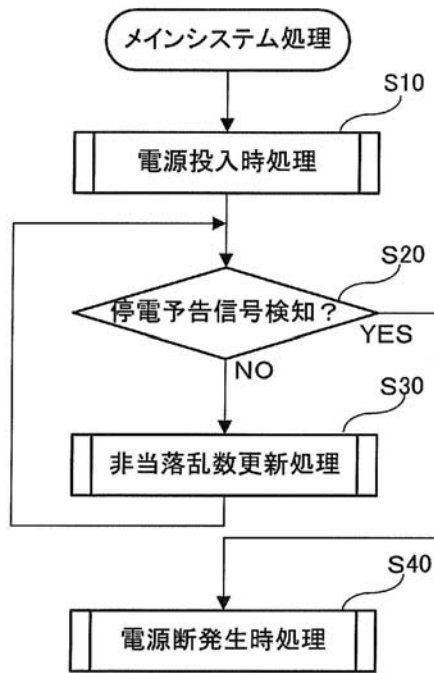 メインシステム処理
S10
電源投入時処理
S20
停電予告信号検知？
YES
NO
S30
非当落乱数更新処理
S40
電源断発生時処理